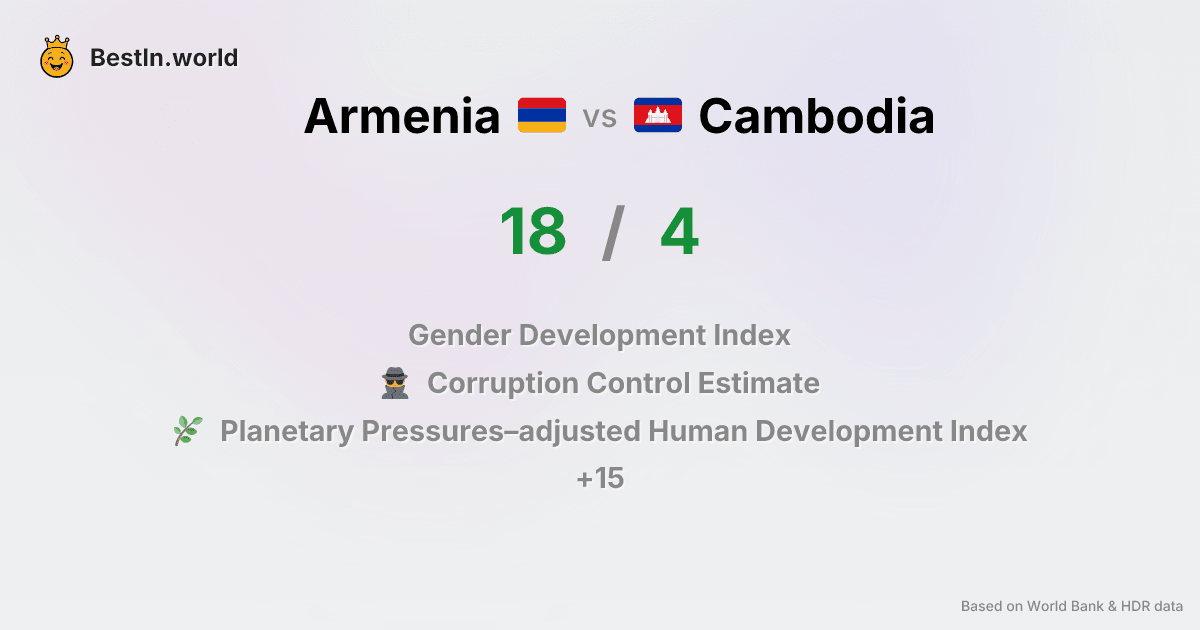 BestIn.world
Armenia vs Cambodia
18 / 4
Gender Development Index
Corruption Control Estimate
Planetary Pressures–adjusted Human Development Index
+15
Based on World Bank & HDR data